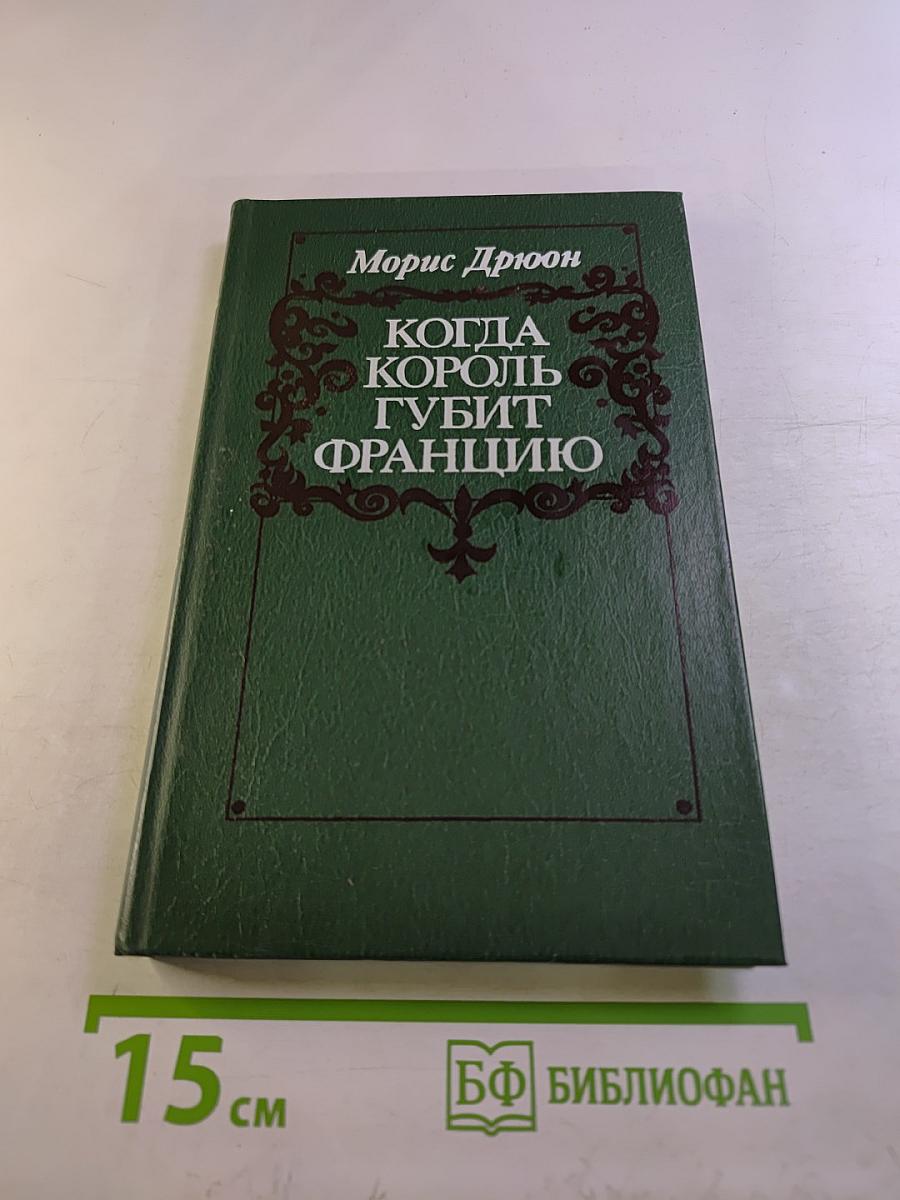 Морис Дрюон
КОГДА
КОРОЛЬ
ГУБИТ
ФРАНЦИЮ
15 см
БФ БИБЛИОФАН